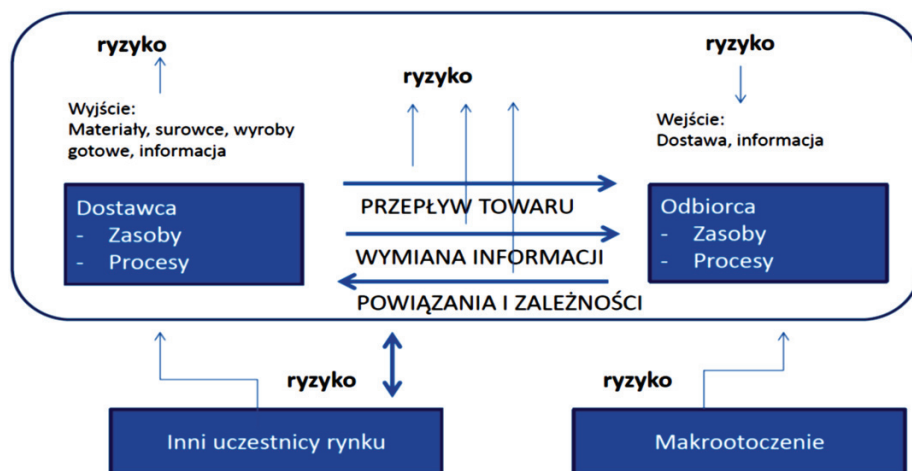 ryzyko
ryzyko
ryzyko
Wyjście:
Materiały, surowce, wyroby
gotowe, informacja
Wejście:
Dostawa, informacja
Dostawca
- Zasoby
- Procesy
PRZEPŁYW TOWARU
WYMIANA INFORMACJI
POWIĄZANIA I ZALEŻNOŚCI
Odbiorca
- Zasoby
- Procesy
ryzyko
ryzyko
Inni uczestnicy rynku
Makrootoczenie